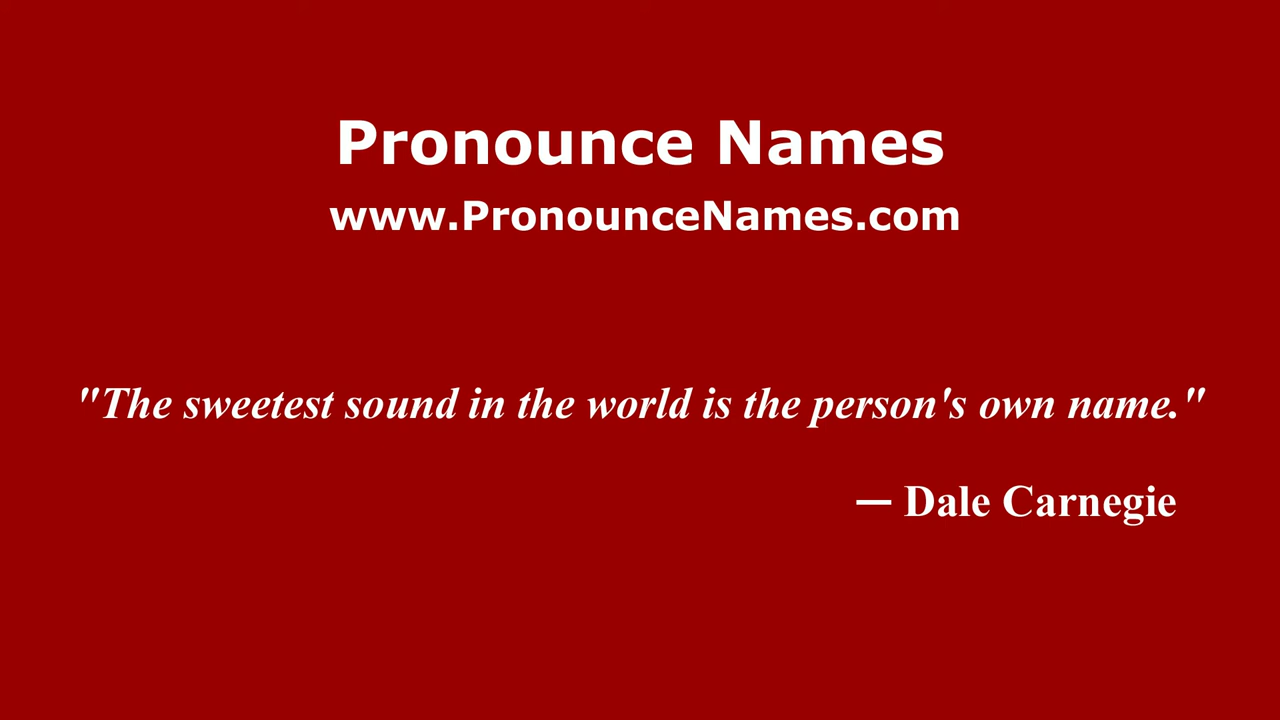 Pronounce Names
www.PronounceNames.com
"The sweetest sound in the world is the person's own name."
— Dale Carnegie